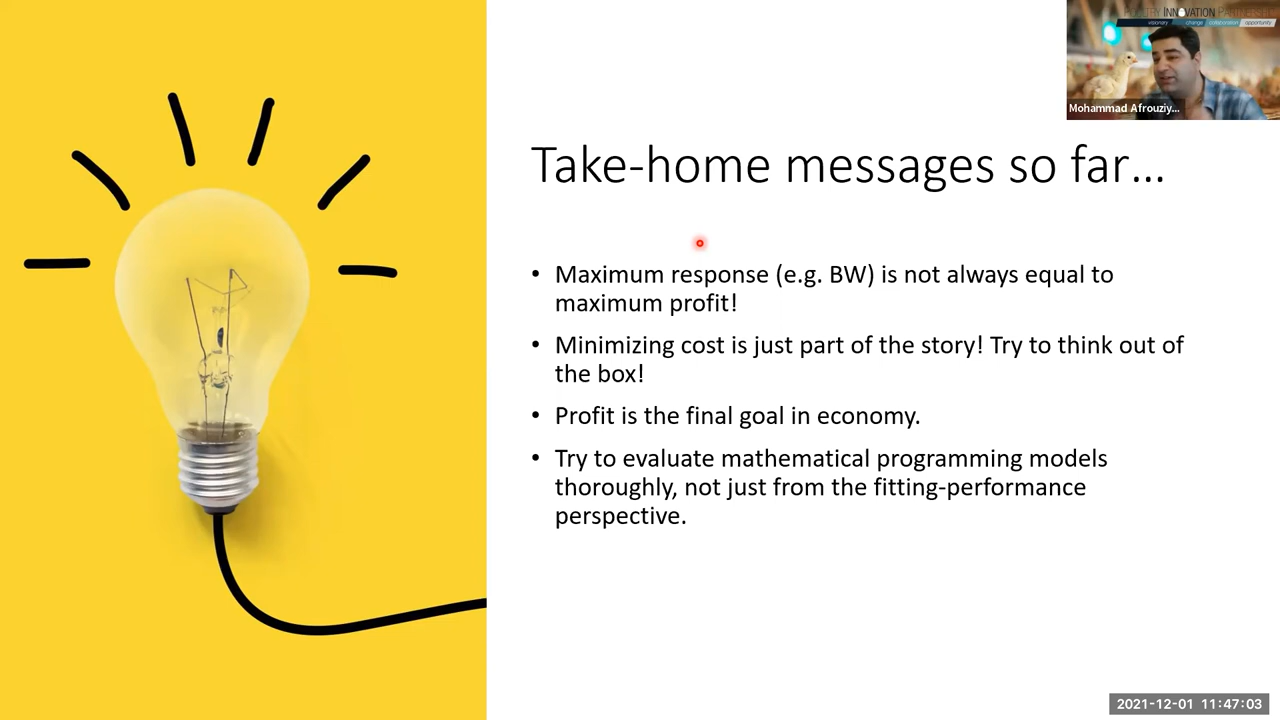 POULTRY INNOVATION PARTNERSHIP
visionary change collaboration opportunity
Mohammad Afrouziy...
Take-home messages so far...
• Maximum response (e.g. BW) is not always equal to
maximum profit!
• Minimizing cost is just part of the story! Try to think out of
the box!
• Profit is the final goal in economy.
• Try to evaluate mathematical programming models
thoroughly, not just from the fitting-performance
perspective.
2021-12-01 11:47:03